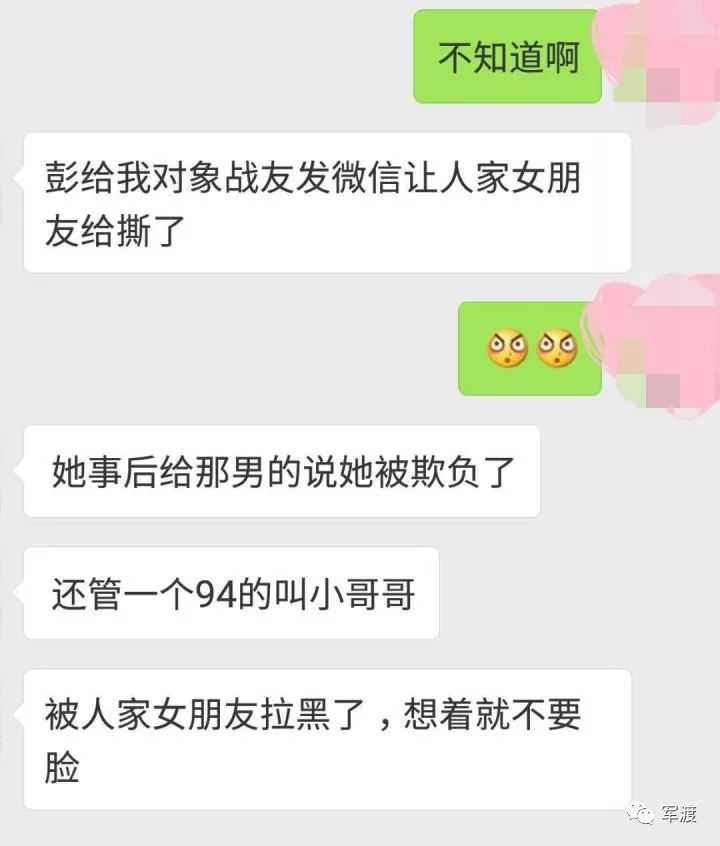 不知道啊
彭给我对象战友发微信让人家女朋
友给撕了
她事后给那男的说她被欺负了
还管一个94的叫小哥哥
被人家女朋友拉黑了，想着就不要
脸
军渡